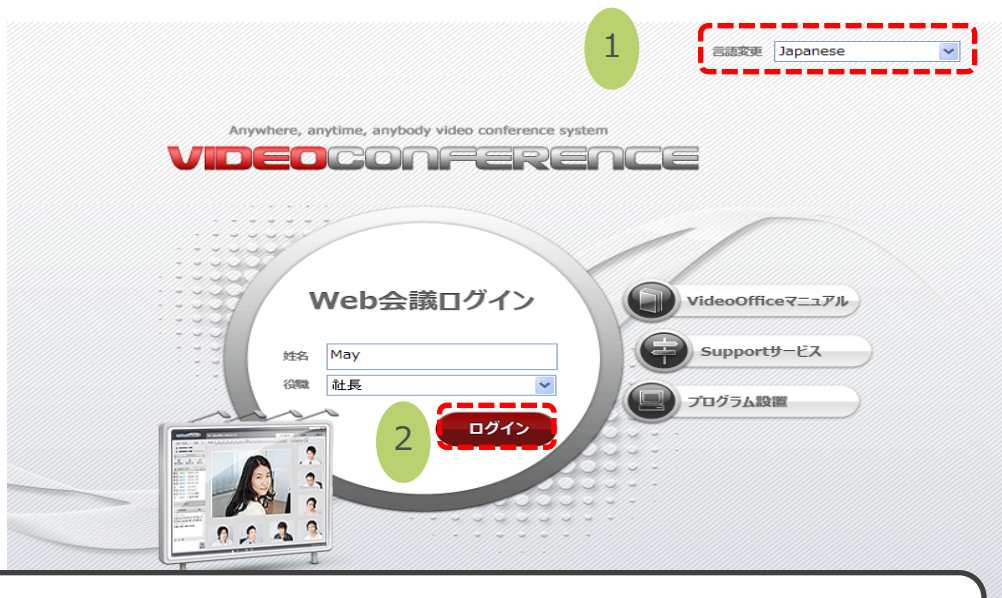 1
言語変更 Japanese
Anywhere, anytime, anybody video conference system
VIDEOCONFERENCE
Web会議ログイン
姓名 May
役職 社長
2 ログイン
VideoOfficeマニュアル
Supportサービス
プログラム設置